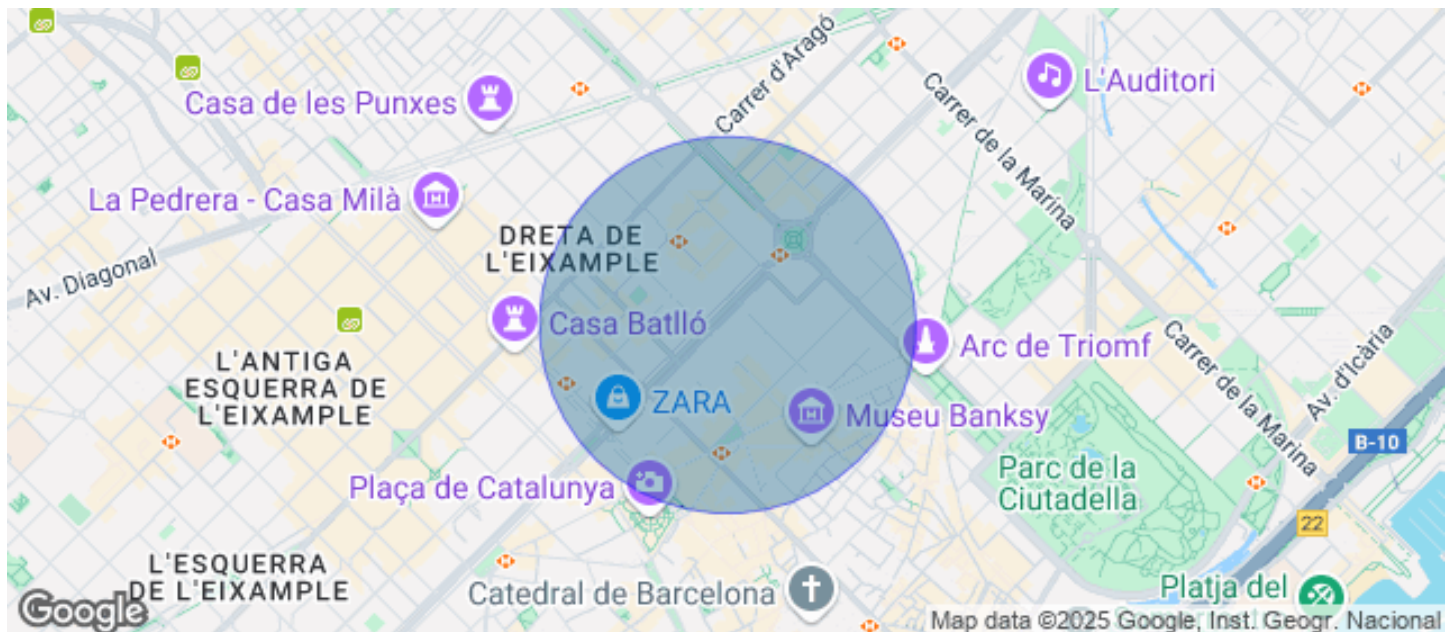 Carrer d'Aragó
L'Auditori
Casa de les Punxes
Carrer de la Marina
La Pedrera - Casa Milà
DRETA DE
L'EIXAMPLE
Av. Diagonal
Casa Batlló
Arc de Triomf
Carrer de la Marina
Av. d'Icària
L'ANTIGA
ESQUERRA DE
L'EIXAMPLE
ZARA
Museu Banksy
B-10
Parc de la
Ciutadella
Plaça de Catalunya
22
L'ESQUERRA
DE L'EIXAMPLE
Catedral de Barcelona
Platja del
Google
Map data ©2025 Google, Inst. Geogr. Nacional